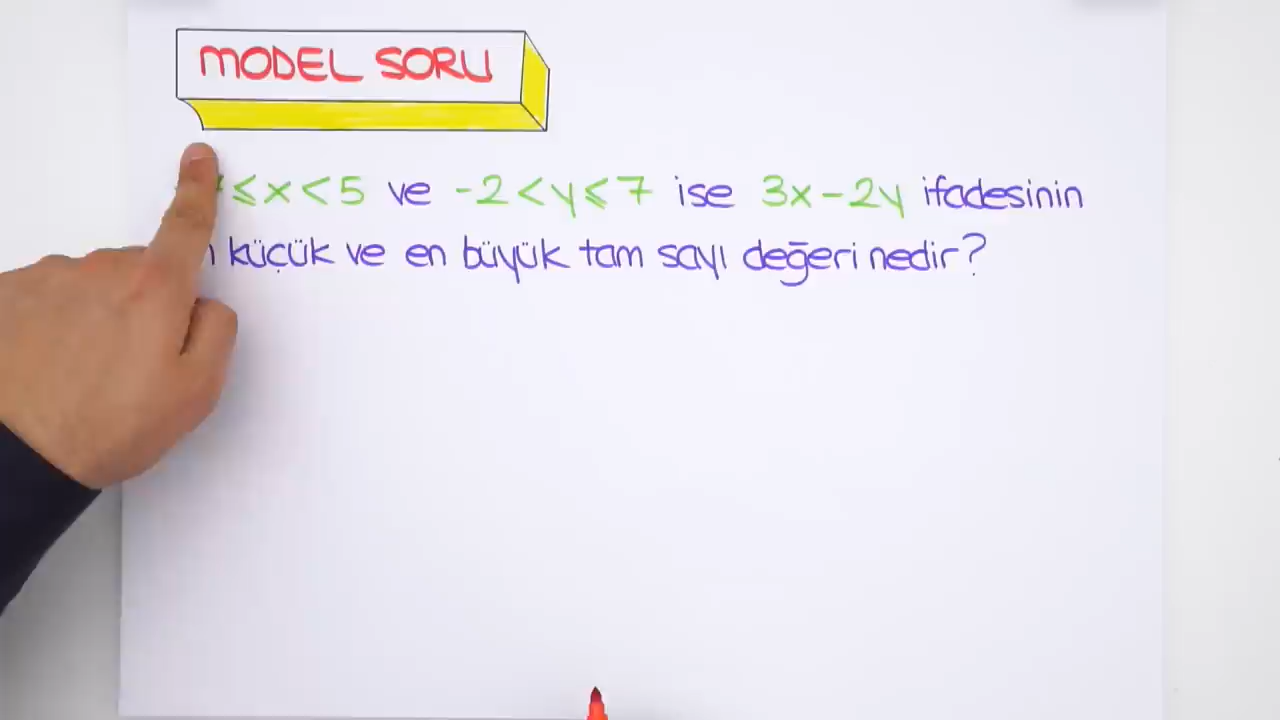 MODEL SORU
≤x<5 ve -2<y≤7 ise 3x-2y ifadesinin
küçük ve en büyük tam sayı değeri nedir?